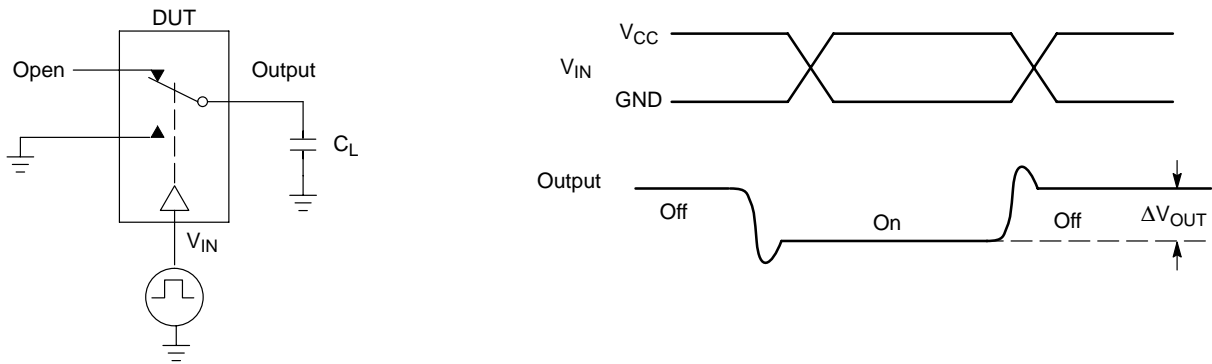 DUT
Open
Output
C_L
V_IN
V_CC
V_IN
GND
Output
Off
On
Off
ΔV_OUT